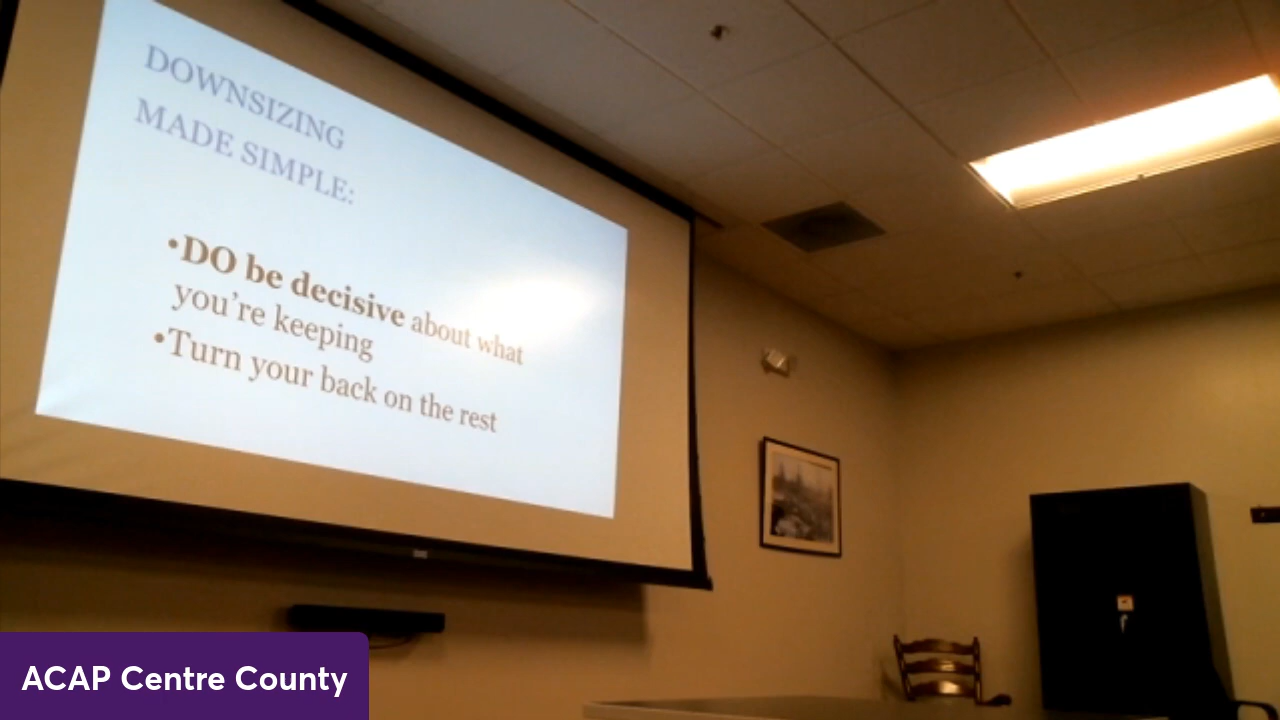 DOWNSIZING
MADE SIMPLE:
•DO be decisive about what
you're keeping
•Turn your back on the rest
ACAP Centre County